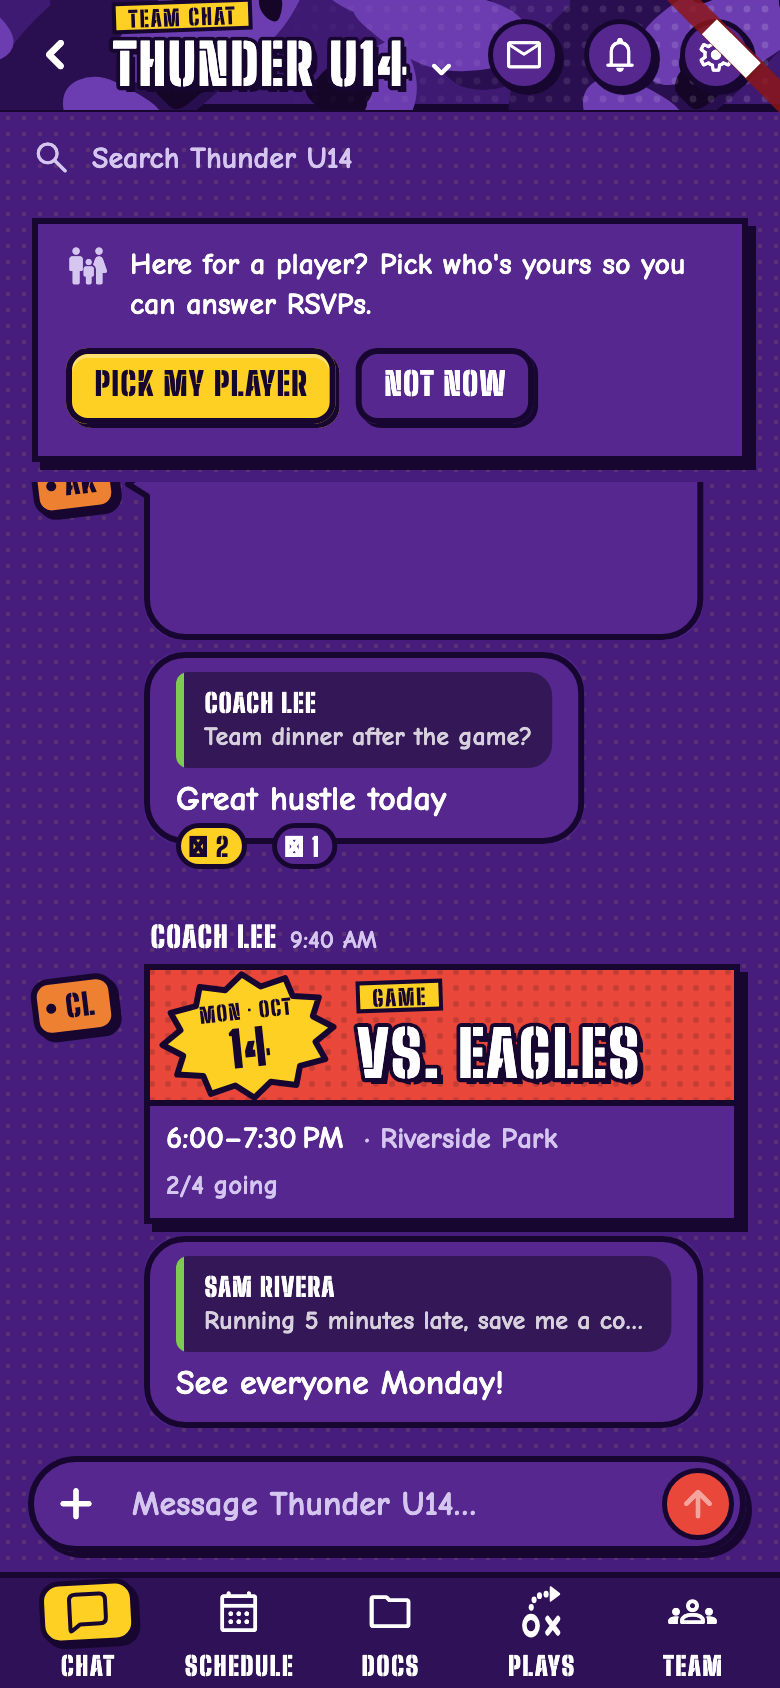 TEAM CHAT
THUNDER U14
Search Thunder U14
Here for a player? Pick who's yours so you
can answer RSVPs.
PICK MY PLAYER
NOT NOW
COACH LEE
Team dinner after the game?
Great hustle today
2
1
COACH LEE 9:40 AM
CL
MON · OCT
14
GAME
VS. EAGLES
6:00–7:30 PM · Riverside Park
2/4 going
SAM RIVERA
Running 5 minutes late, save me a co...
See everyone Monday!
Message Thunder U14...
CHAT
SCHEDULE
DOCS
PLAYS
TEAM